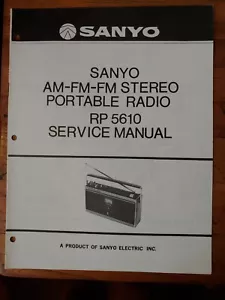 SANYO
SANYO
AM-FM-FM STEREO
PORTABLE RADIO
RP 5610
SERVICE MANUAL
A PRODUCT OF SANYO ELECTRIC INC.